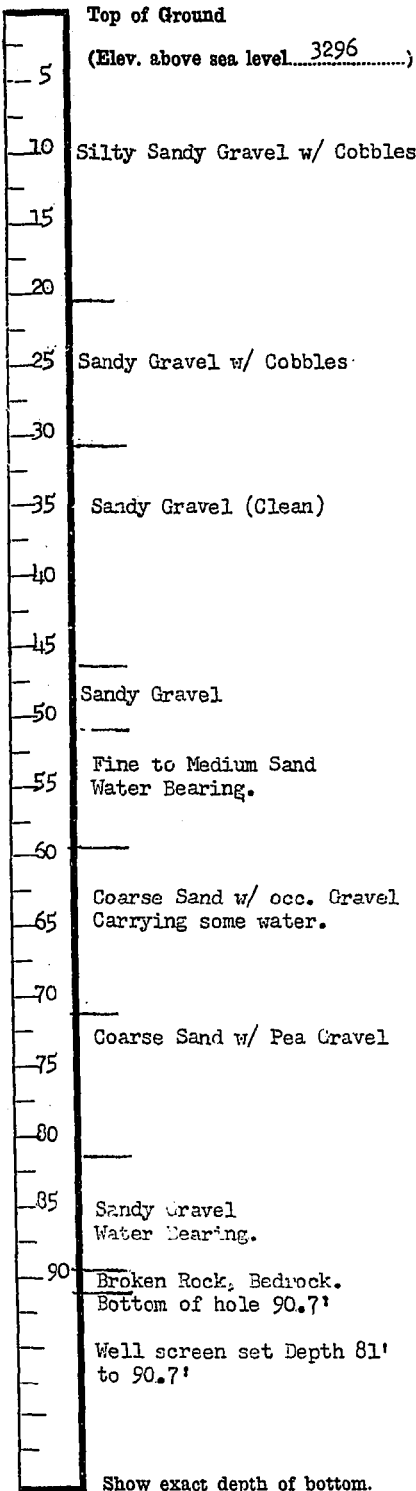 Top of Ground
(Elev. above sea level....3296..........)
5
10 Silty Sandy Gravel w/ Cobbles
15
20
25 Sandy Gravel w/ Cobbles
30
35 Sandy Gravel (Clean)
40
45
Sandy Gravel
50
Fine to Medium Sand
55 Water Bearing.
60
Coarse Sand w/ occ. Gravel
65 Carrying some water.
70
Coarse Sand w/ Pea Gravel
75
80
85 Sandy Gravel
Water Bearing.
90 Broken Rock, Bedrock.
Bottom of hole 90.7'
Well screen set Depth 81'
to 90.7'
Show exact depth of bottom.